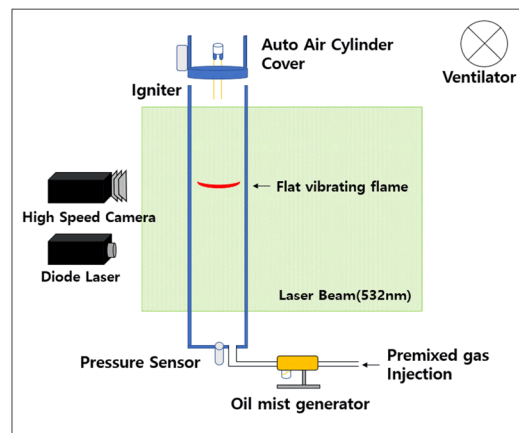 Auto Air Cylinder
Cover
Ventilator
Igniter
Flat vibrating flame
High Speed Camera
Diode Laser
Laser Beam(532nm)
Pressure Sensor
Premixed gas
Injection
Oil mist generator